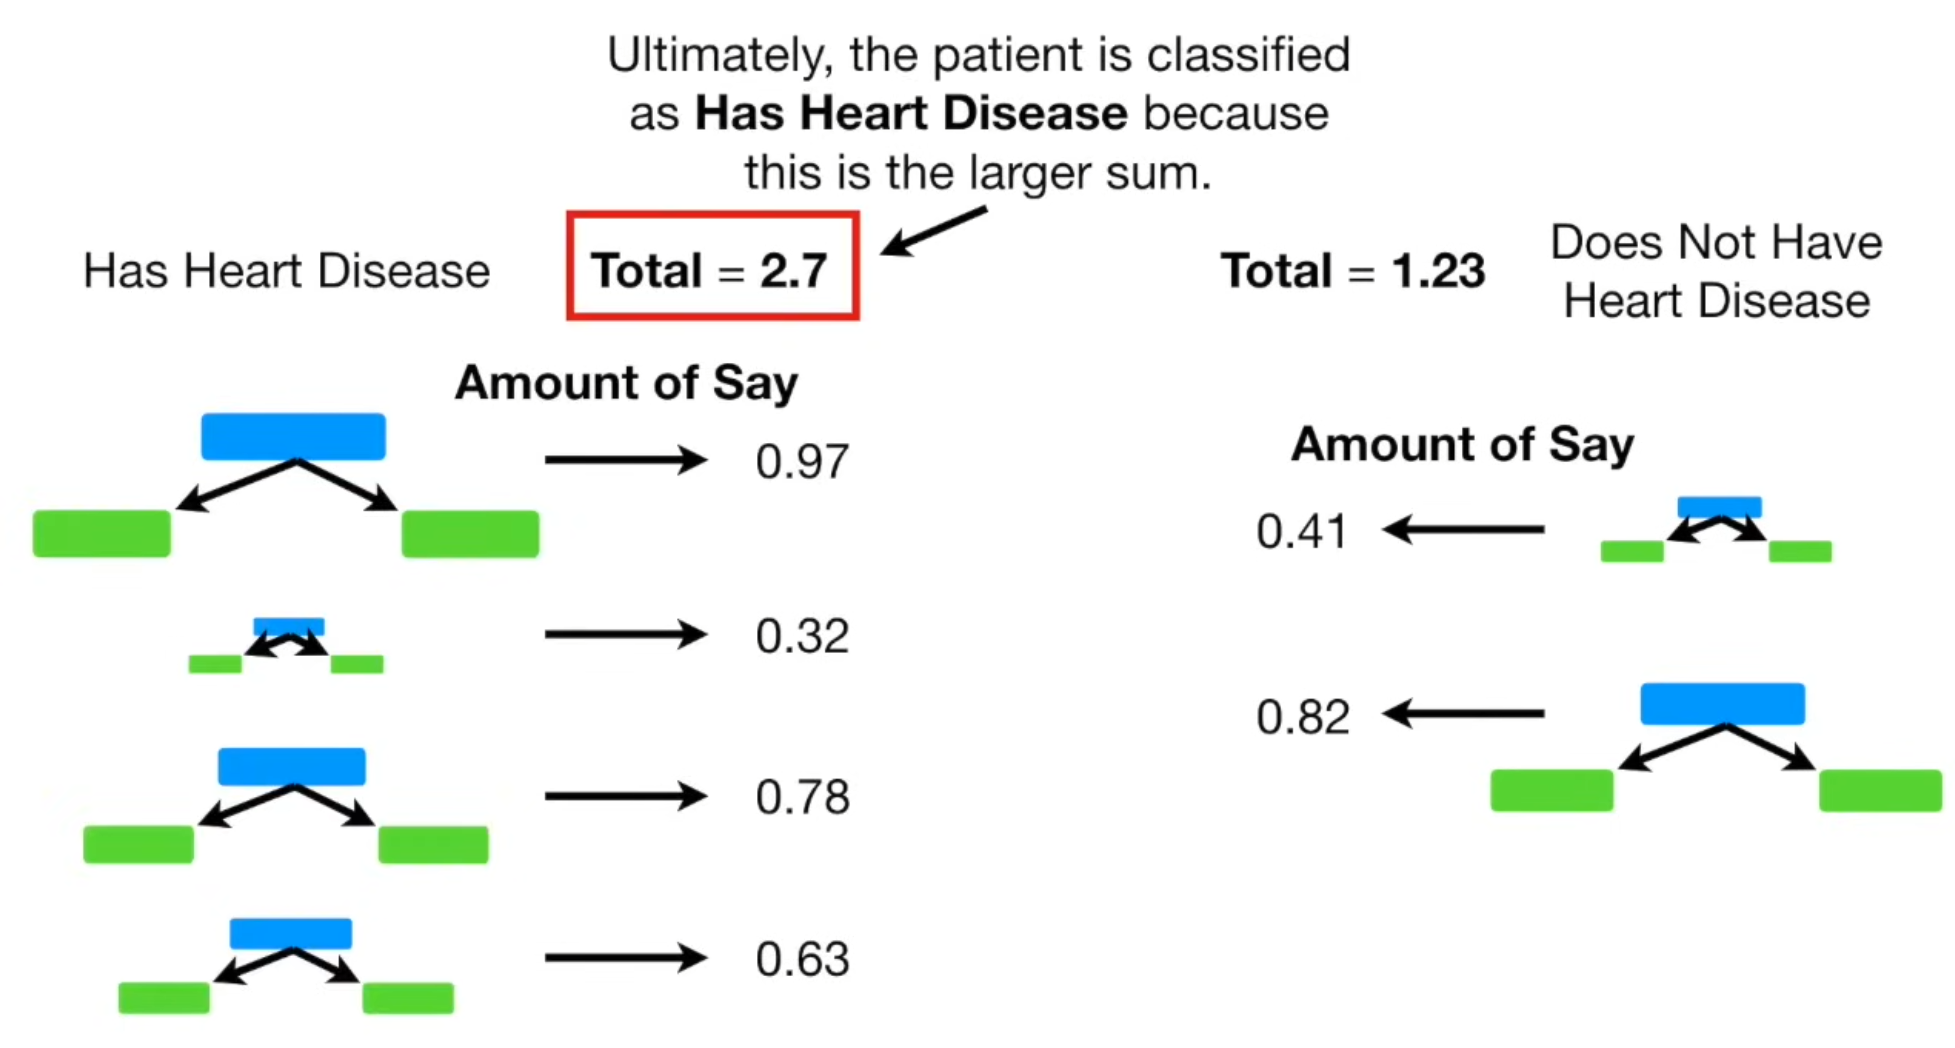 Ultimately, the patient is classified
as Has Heart Disease because
this is the larger sum.
Has Heart Disease
Total = 2.7
Total = 1.23
Does Not Have
Heart Disease
Amount of Say
0.97
0.32
0.78
0.63
Amount of Say
0.41
0.82